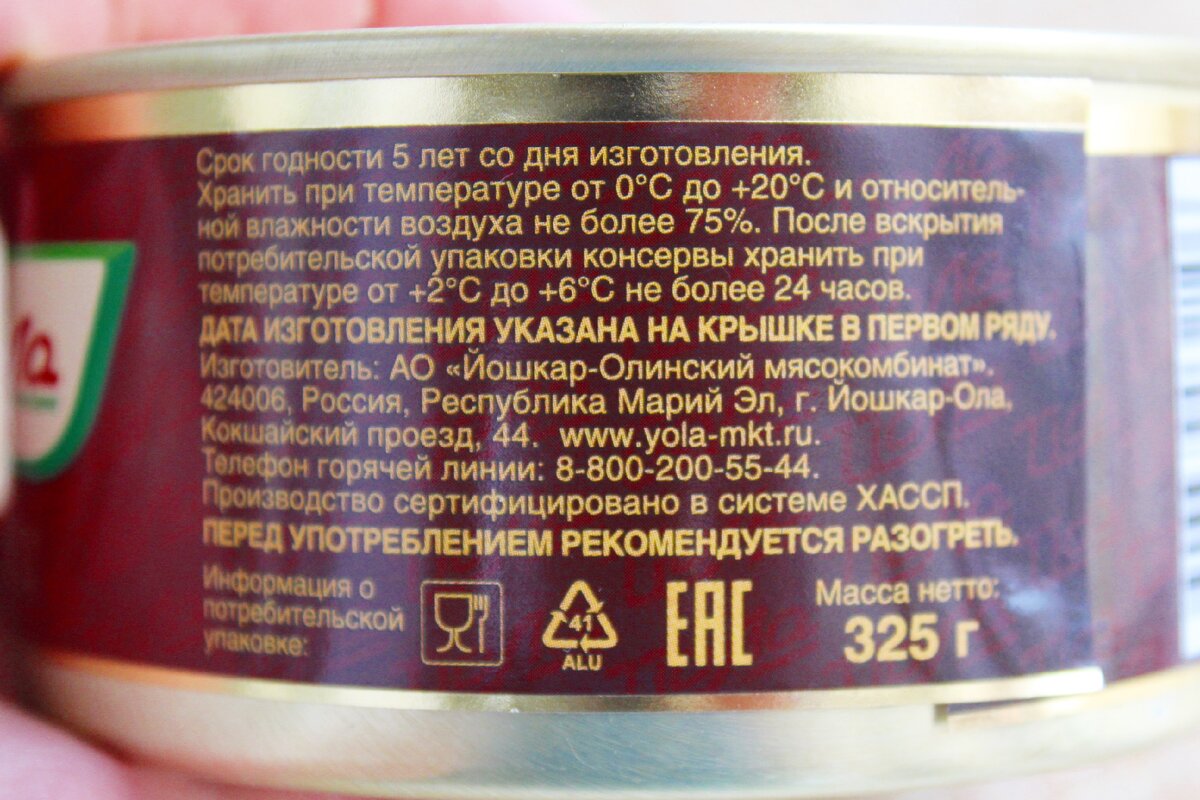 Срок годности 5 лет со дня изготовления.
Хранить при температуре от 0°С до +20°С и относитель-
ной влажности воздуха не более 75%. После вскрытия
потребительской упаковки консервы хранить при
температуре от +2°С до +6°С не более 24 часов.
ДАТА ИЗГОТОВЛЕНИЯ УКАЗАНА НА КРЫШКЕ В ПЕРВОМ РЯДУ.
Изготовитель: АО «Йошкар-Олинский мясокомбинат».
424006, Россия, Республика Марий Эл, г. Йошкар-Ола,
Кокшайский проезд, 44. www.yola-mkt.ru.
Телефон горячей линии: 8-800-200-55-44.
Производство сертифицировано в системе ХАССП.
ПЕРЕД УПОТРЕБЛЕНИЕМ РЕКОМЕНДУЕТСЯ РАЗОГРЕТЬ.
Информация о
потребительской
упаковке:
41
ALU
ЕАС
Масса нетто:
325 г